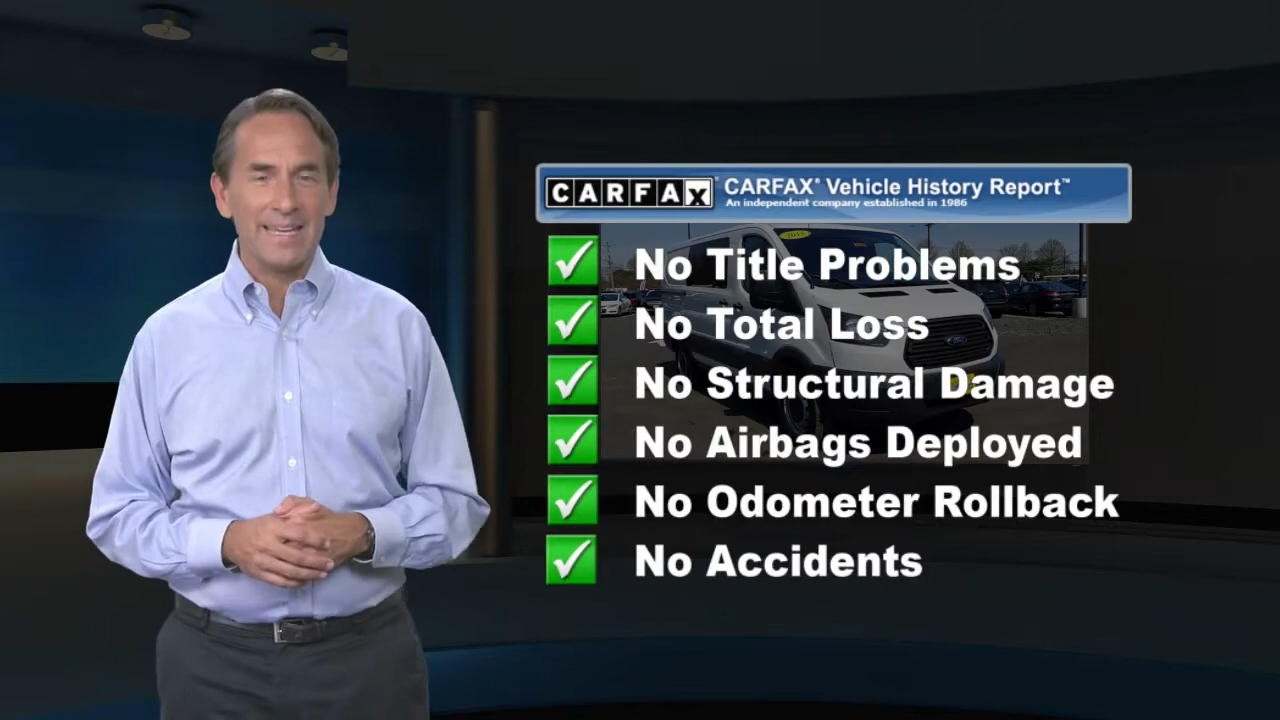 CARFAX® CARFAX® Vehicle History Report™
An independent company established in 1986
No Title Problems
No Total Loss
No Structural Damage
No Airbags Deployed
No Odometer Rollback
No Accidents
Ford